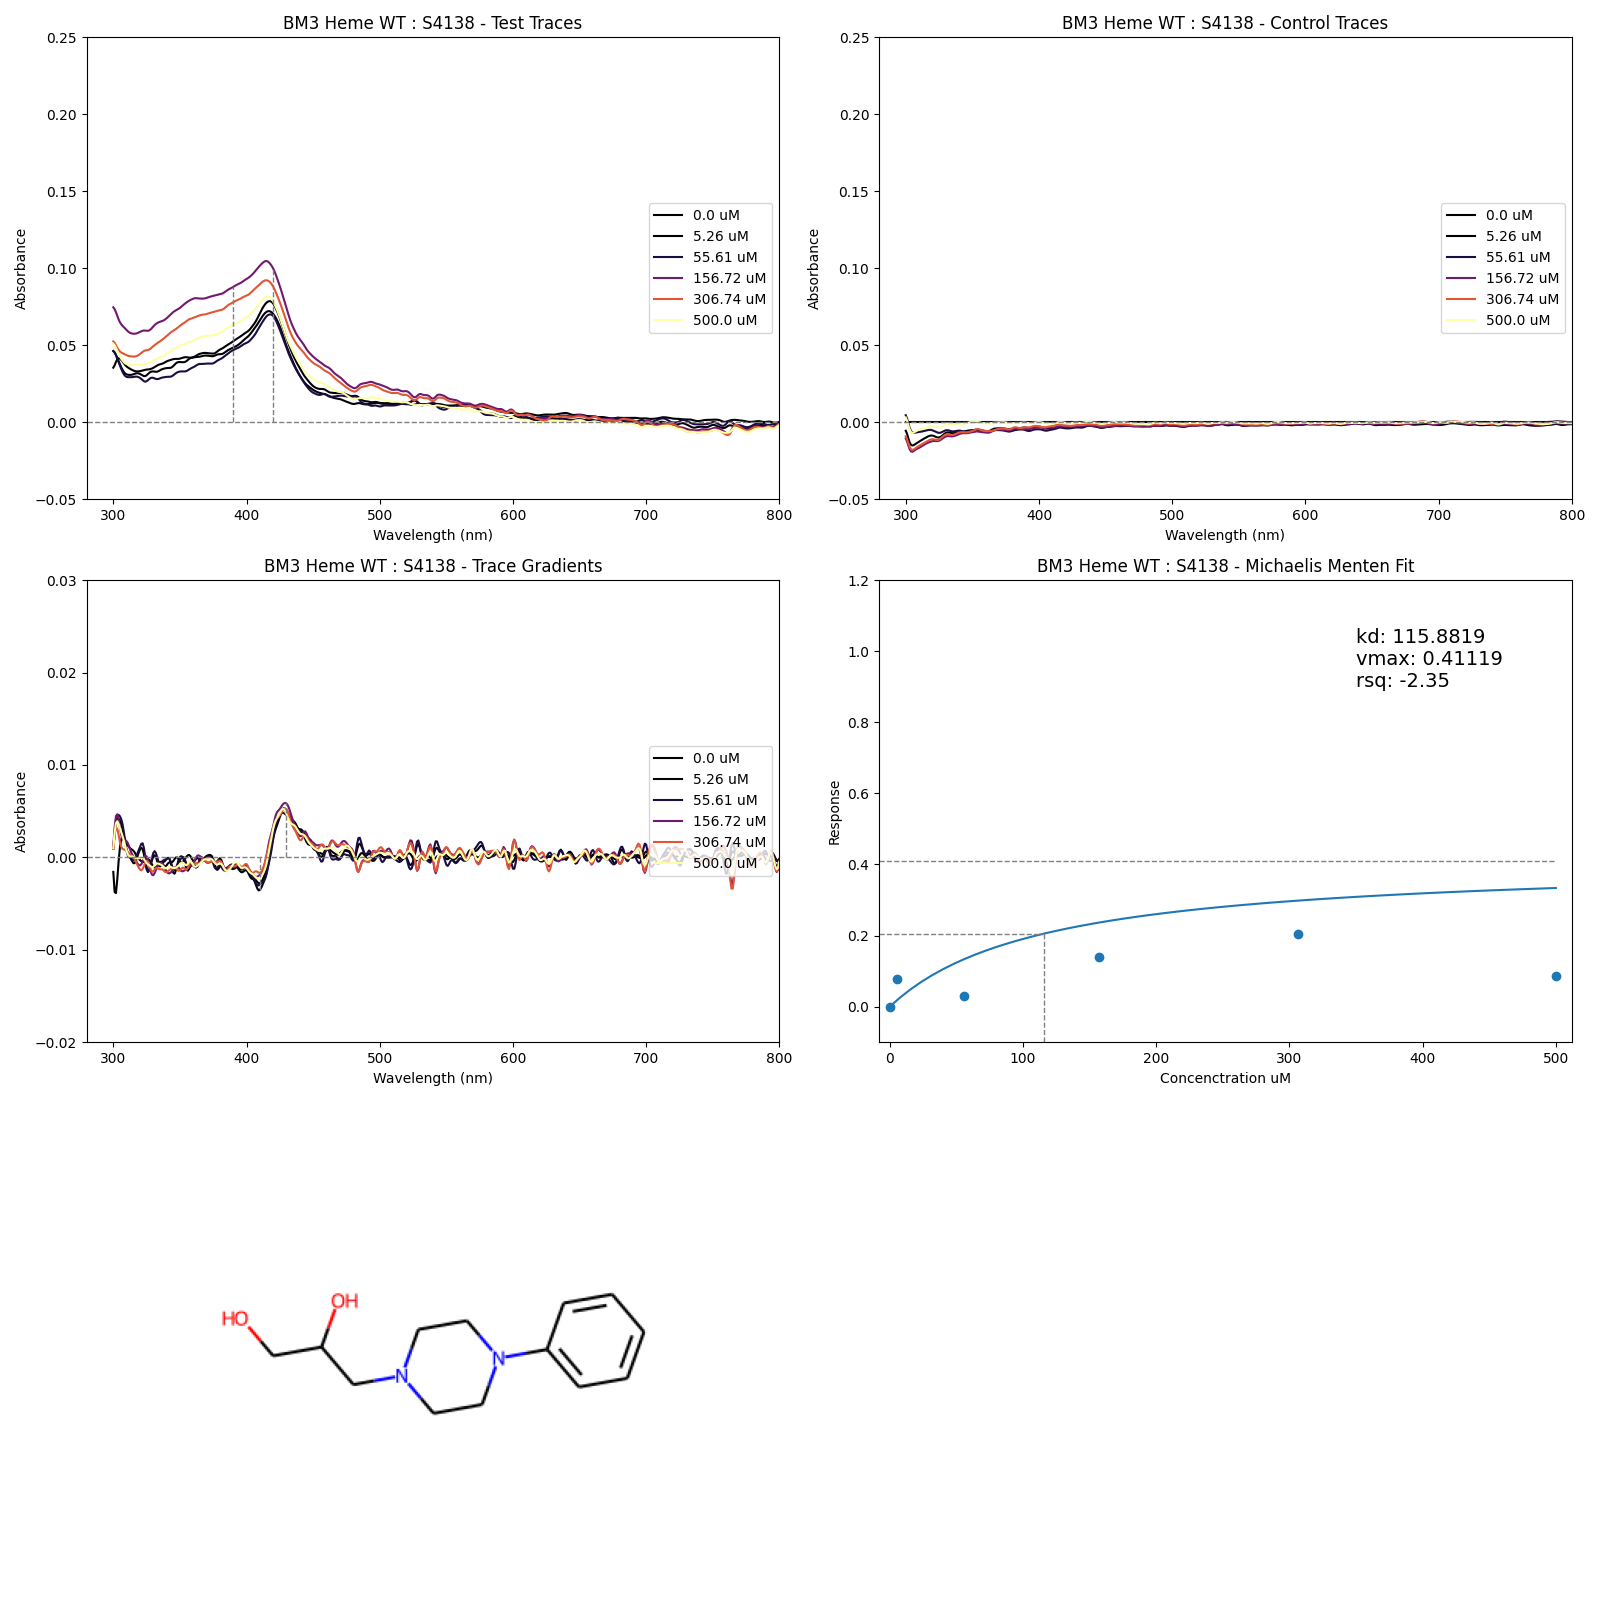 BM3 Heme WT : S4138 - Test Traces
0.25
0.20
0.15
0.10
0.05
0.00
−0.05
Absorbance
300
400
500
600
700
800
Wavelength (nm)
0.0 uM
5.26 uM
55.61 uM
156.72 uM
306.74 uM
500.0 uM
BM3 Heme WT : S4138 - Control Traces
0.25
0.20
0.15
0.10
0.05
0.00
−0.05
Absorbance
300
400
500
600
700
800
Wavelength (nm)
0.0 uM
5.26 uM
55.61 uM
156.72 uM
306.74 uM
500.0 uM
BM3 Heme WT : S4138 - Trace Gradients
0.03
0.02
0.01
0.00
−0.01
−0.02
Absorbance
300
400
500
600
700
800
Wavelength (nm)
0.0 uM
5.26 uM
55.61 uM
156.72 uM
306.74 uM
500.0 uM
BM3 Heme WT : S4138 - Michaelis Menten Fit
1.2
1.0
0.8
0.6
0.4
0.2
0.0
Response
0
100
200
300
400
500
Concenctration uM
kd: 115.8819
vmax: 0.41119
rsq: -2.35
HO
OH
N
N